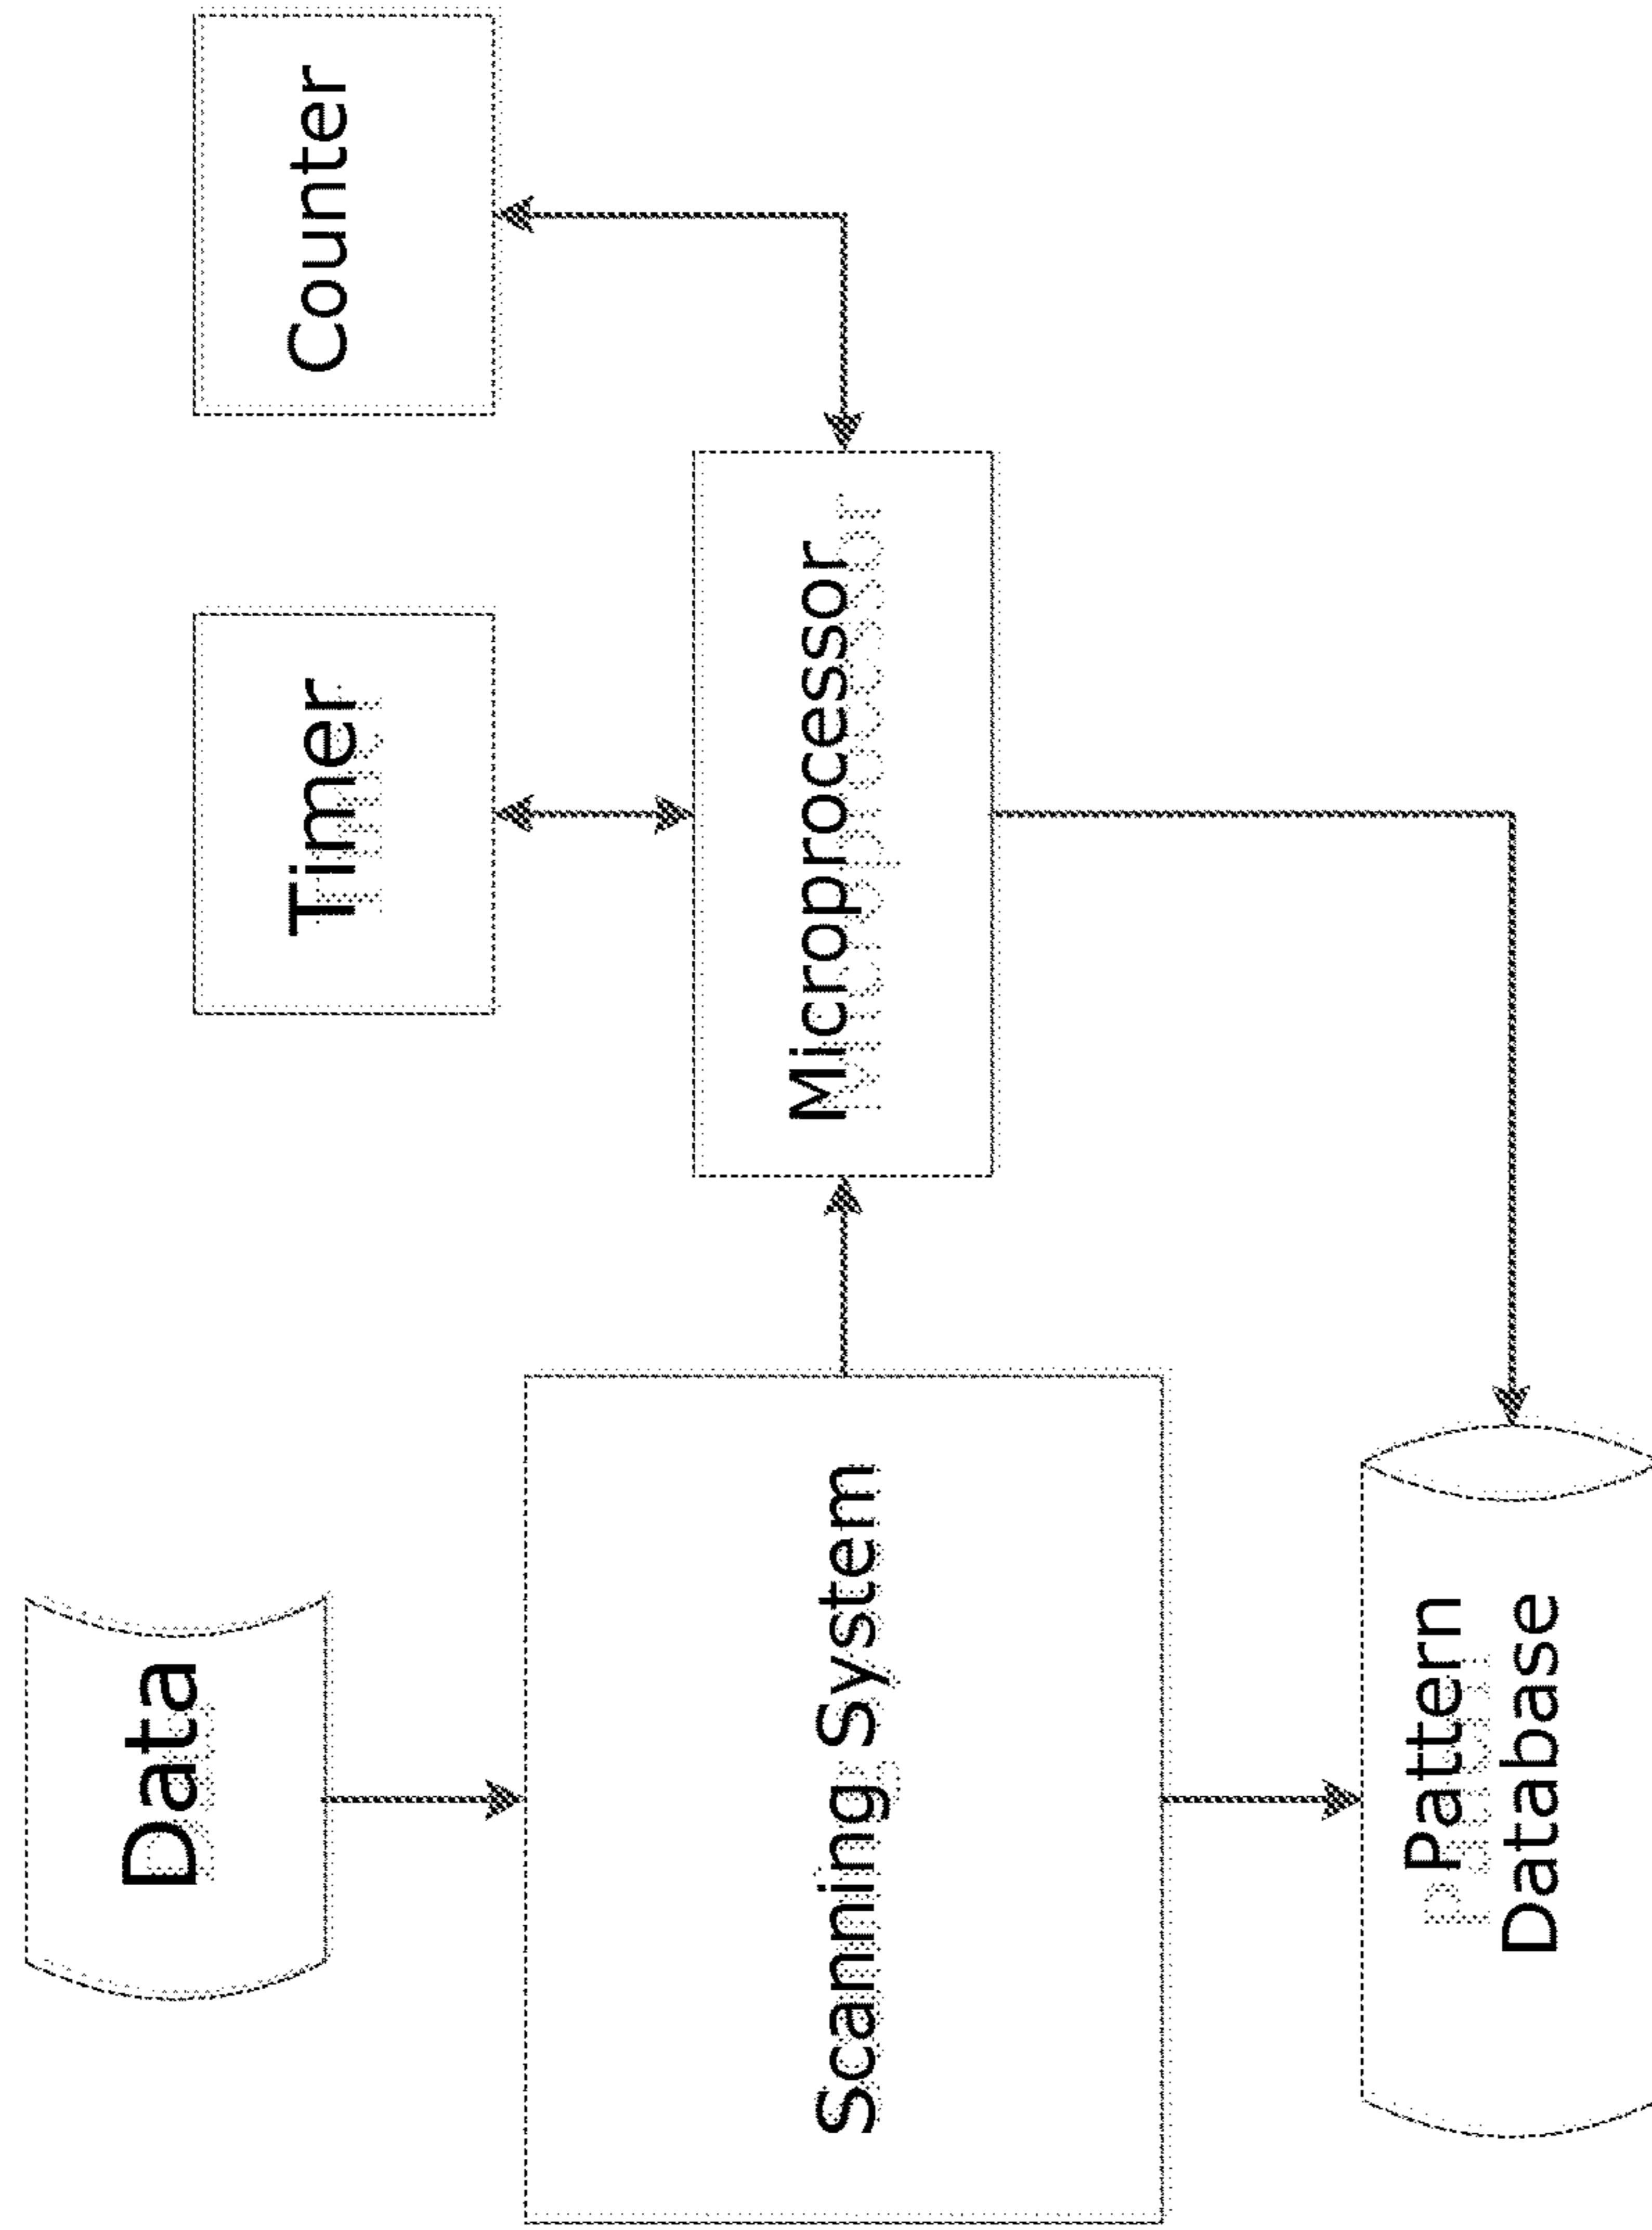 Data
Timer
Counter
Scanning System
Microprocessor
Pattern
Database